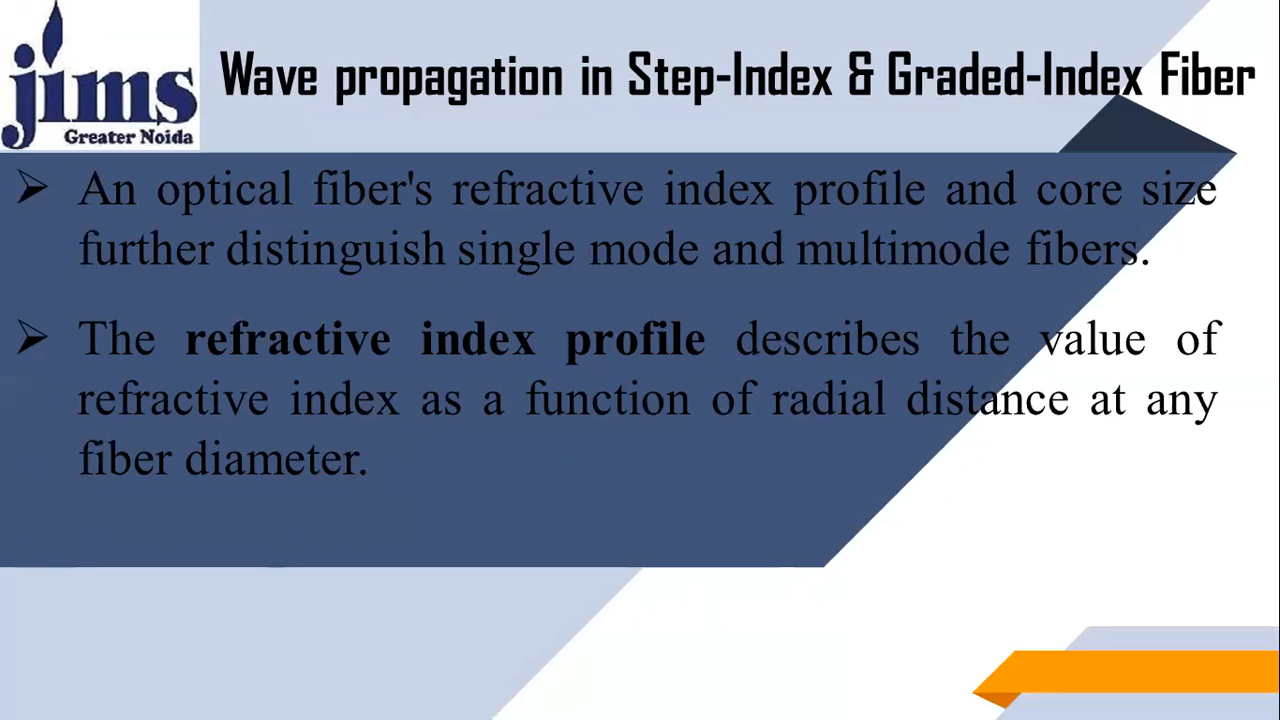 jims
Greater Noida
Wave propagation in Step-Index & Graded-Index Fiber
An optical fiber's refractive index profile and core size
further distinguish single mode and multimode fibers.
The refractive index profile describes the value of
refractive index as a function of radial distance at any
fiber diameter.